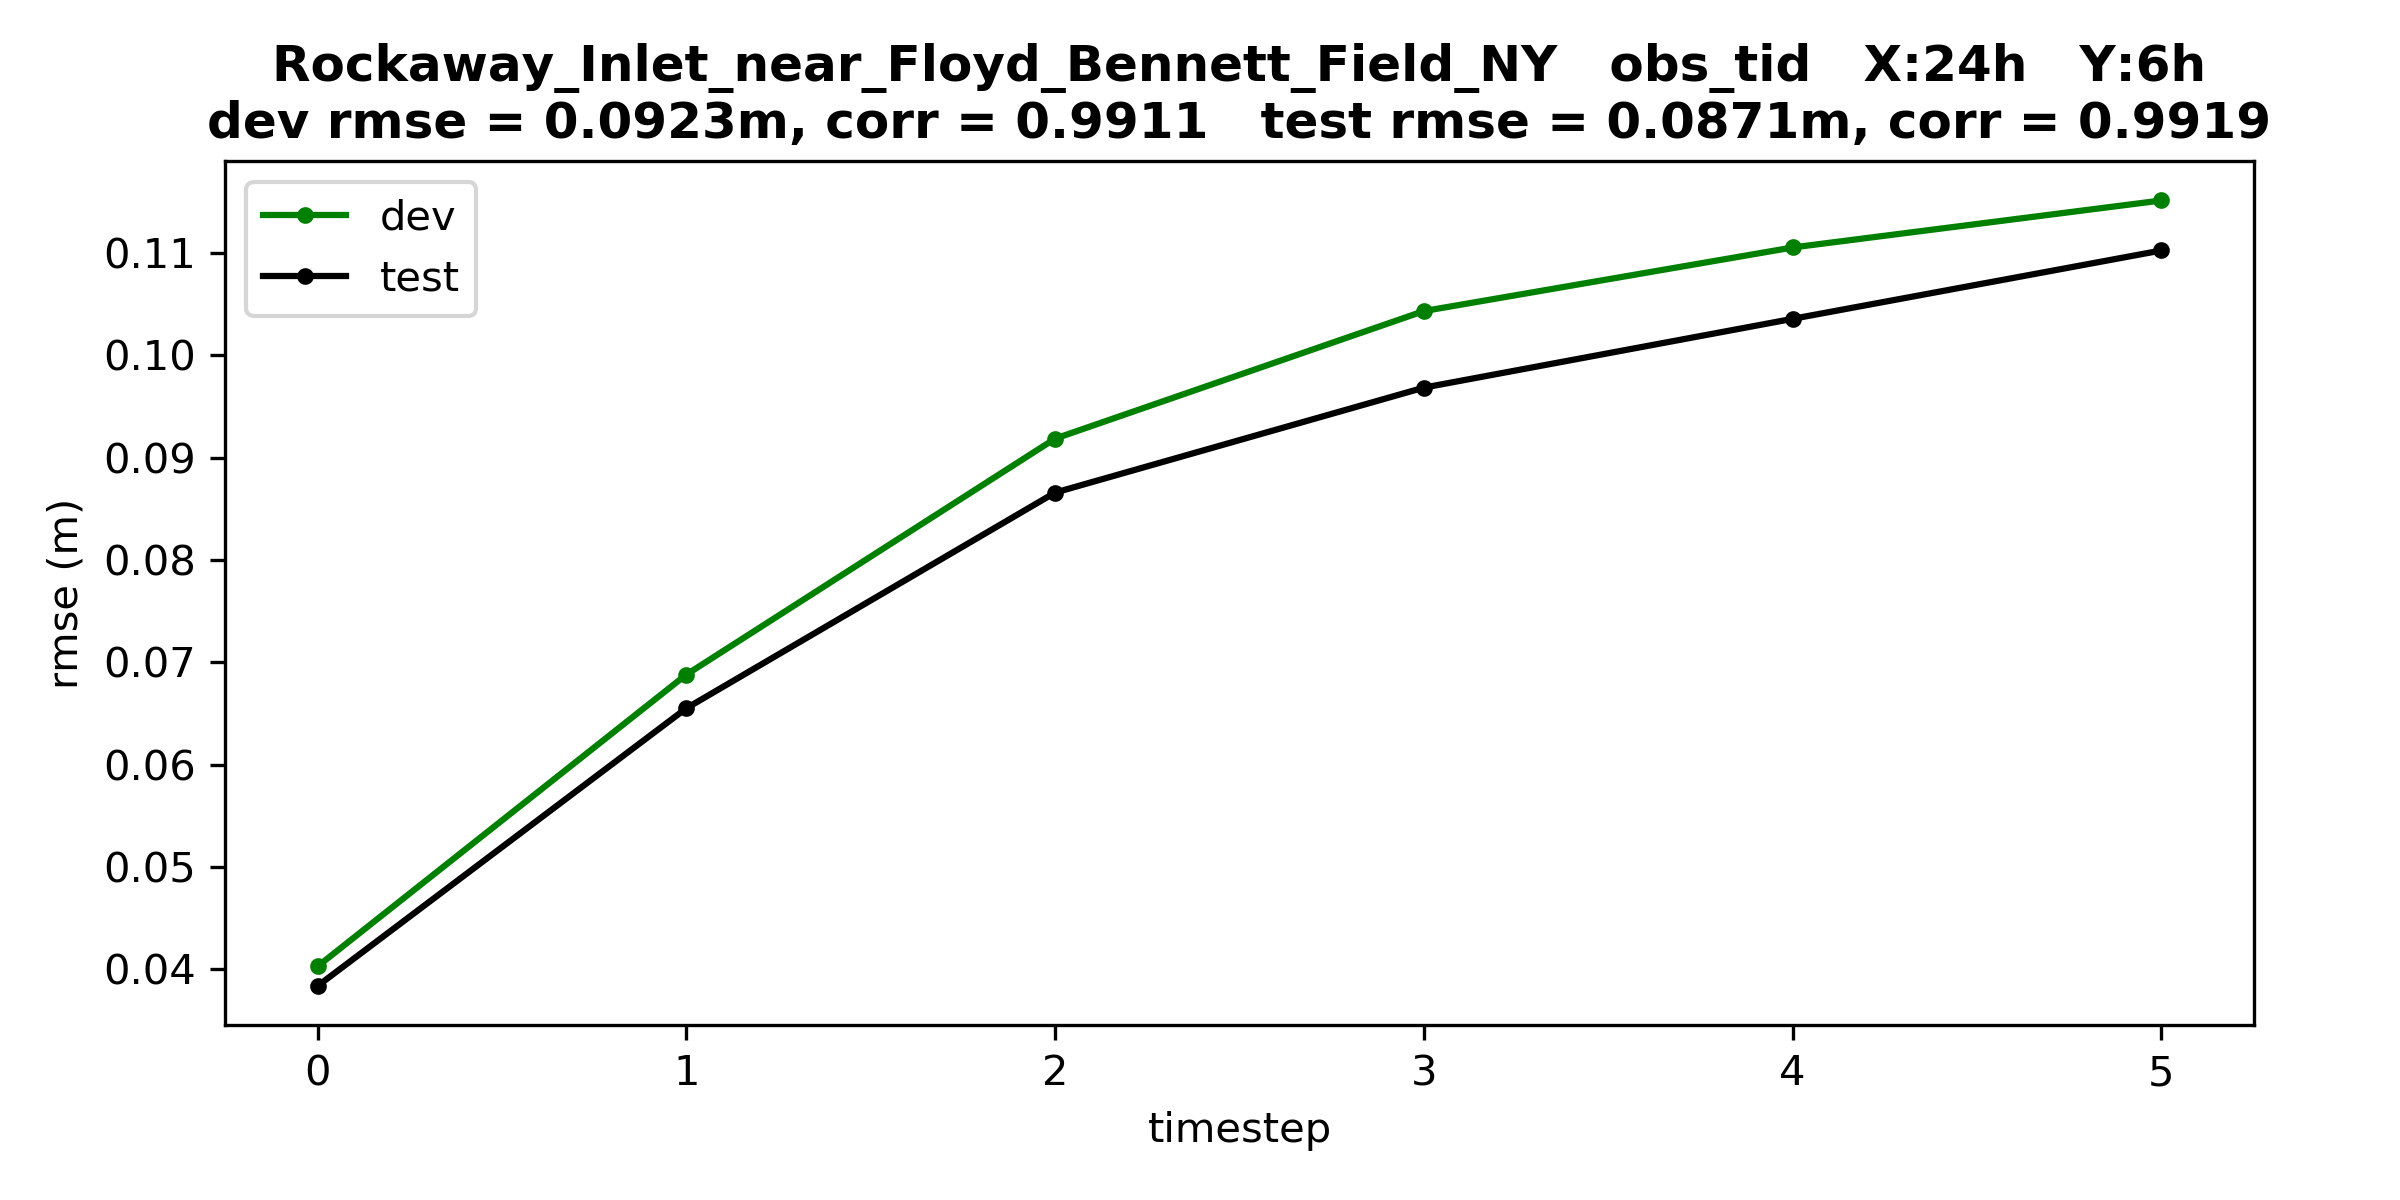 Rockaway_Inlet_near_Floyd_Bennett_Field_NY   obs_tid   X:24h   Y:6h
dev rmse = 0.0923m, corr = 0.9911   test rmse = 0.0871m, corr = 0.9919
dev
test
0.11
0.10
0.09
0.08
0.07
0.06
0.05
0.04
rmse (m)
0 1 2 3 4 5
timestep